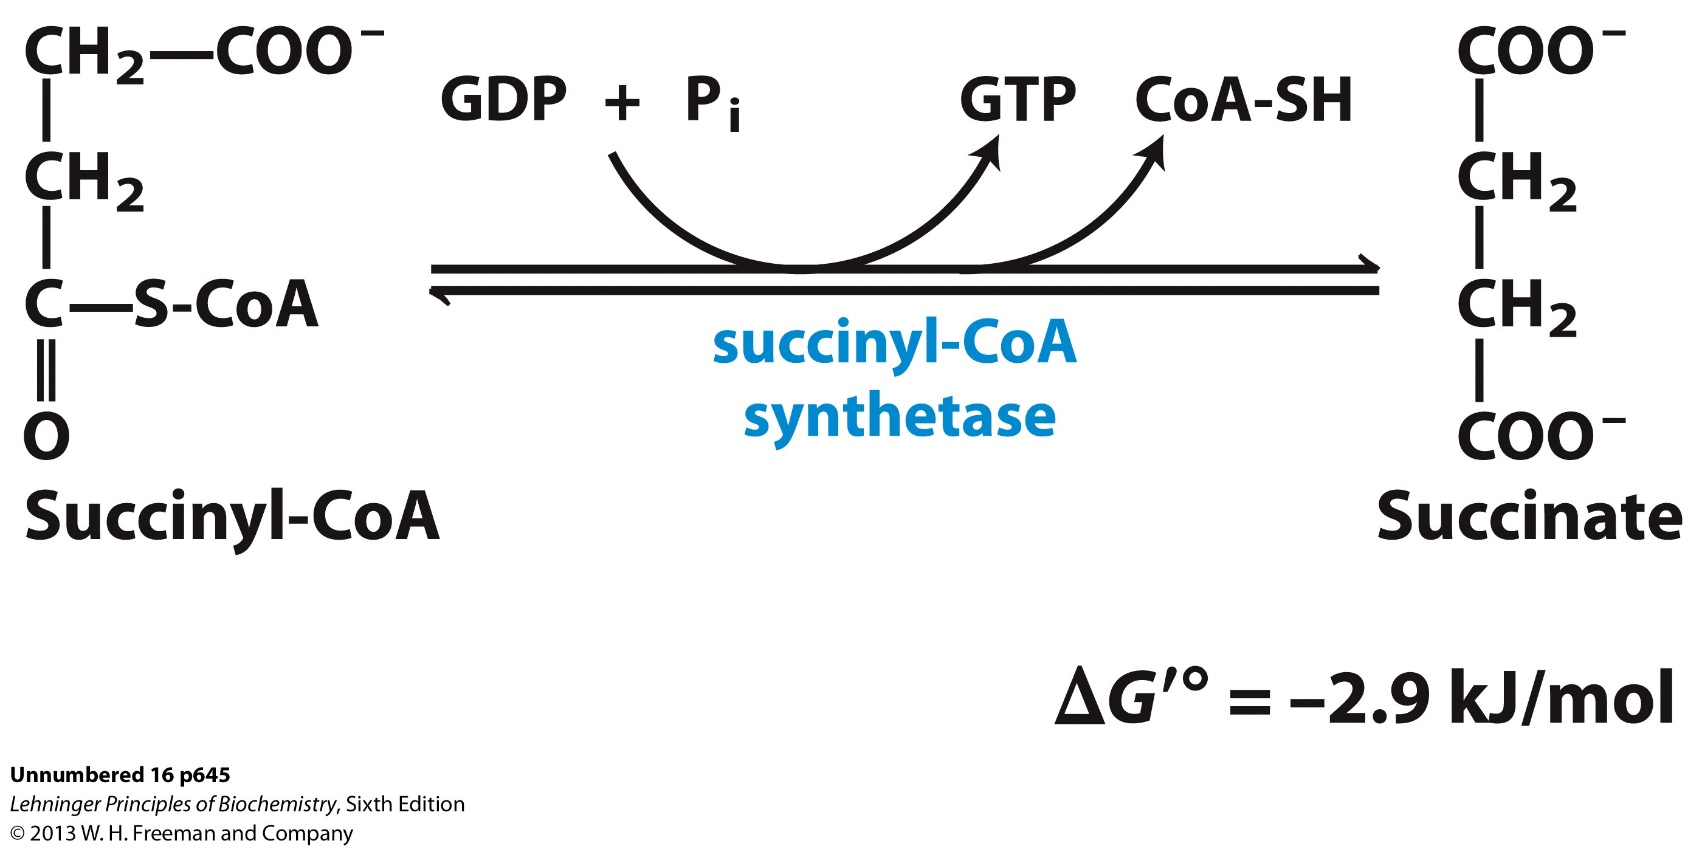 CH₂—COO⁻
CH₂
C—S-CoA
O
Succinyl-CoA
GDP + Pᵢ
GTP CoA-SH
succinyl-CoA
synthetase
COO⁻
CH₂
CH₂
COO⁻
Succinate
ΔG′° = –2.9 kJ/mol
Unnumbered 16 p645
Lehninger Principles of Biochemistry, Sixth Edition
© 2013 W. H. Freeman and Company